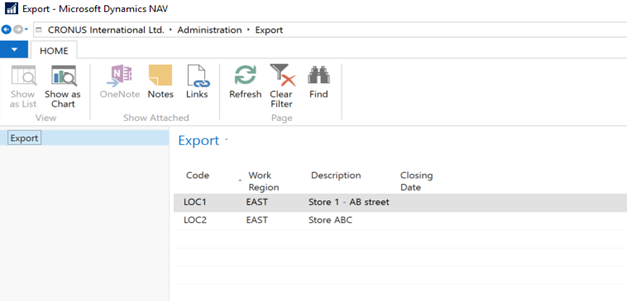 Export - Microsoft Dynamics NAV
CRONUS International Ltd. • Administration • Export
HOME
Show as List
Show as Chart
OneNote
Notes
Links
Refresh
Clear Filter
Find
View
Show Attached
Page
Export
Export
Code Work Region Description Closing Date
LOC1 EAST Store 1 - AB street
LOC2 EAST Store ABC